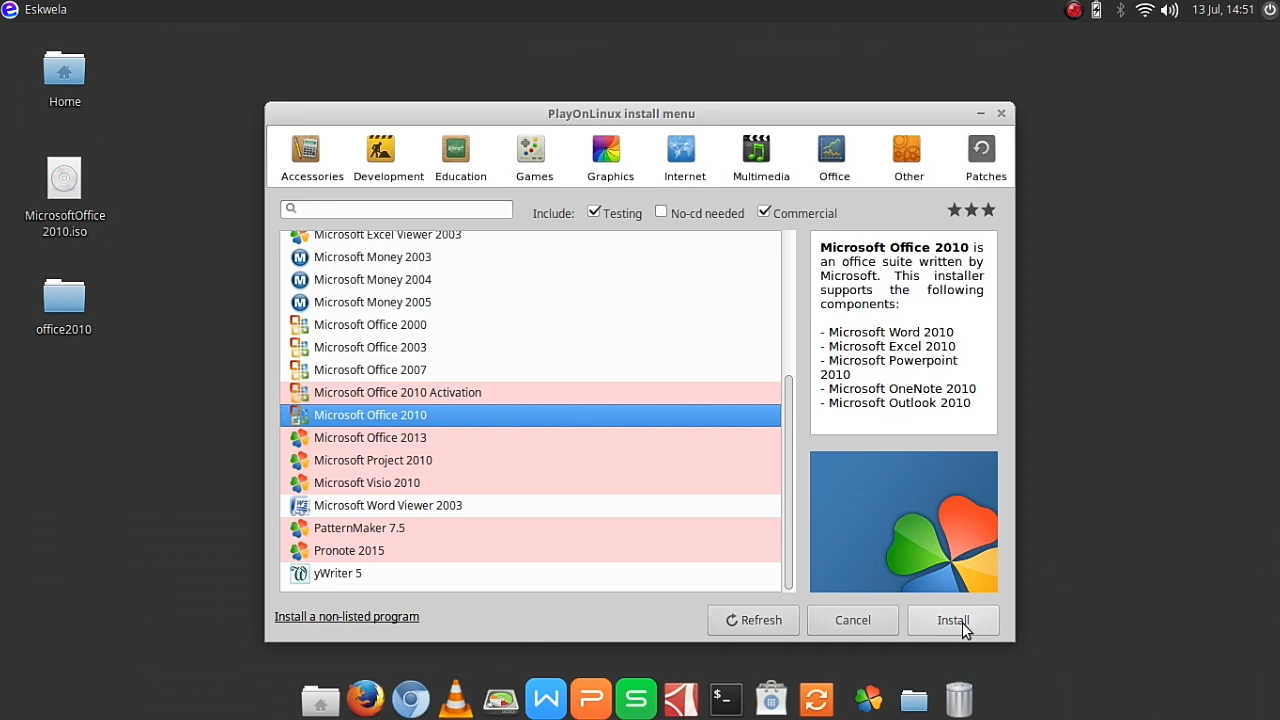 Eskwela
13 Jul, 14:51
Home
MicrosoftOffice
2010.iso
office2010
PlayOnLinux install menu
Accessories
Development
Education
Games
Graphics
Internet
Multimedia
Office
Other
Patches
Include:
Testing
No-cd needed
Commercial
Microsoft Excel Viewer 2003
Microsoft Money 2003
Microsoft Money 2004
Microsoft Money 2005
Microsoft Office 2000
Microsoft Office 2003
Microsoft Office 2007
Microsoft Office 2010 Activation
Microsoft Office 2010
Microsoft Office 2013
Microsoft Project 2010
Microsoft Visio 2010
Microsoft Word Viewer 2003
PatternMaker 7.5
Pronote 2015
yWriter 5
Microsoft Office 2010 is
an office suite written by
Microsoft. This installer
supports the following
components:
- Microsoft Word 2010
- Microsoft Excel 2010
- Microsoft Powerpoint
2010
- Microsoft OneNote 2010
- Microsoft Outlook 2010
Install a non-listed program
Refresh
Cancel
Install